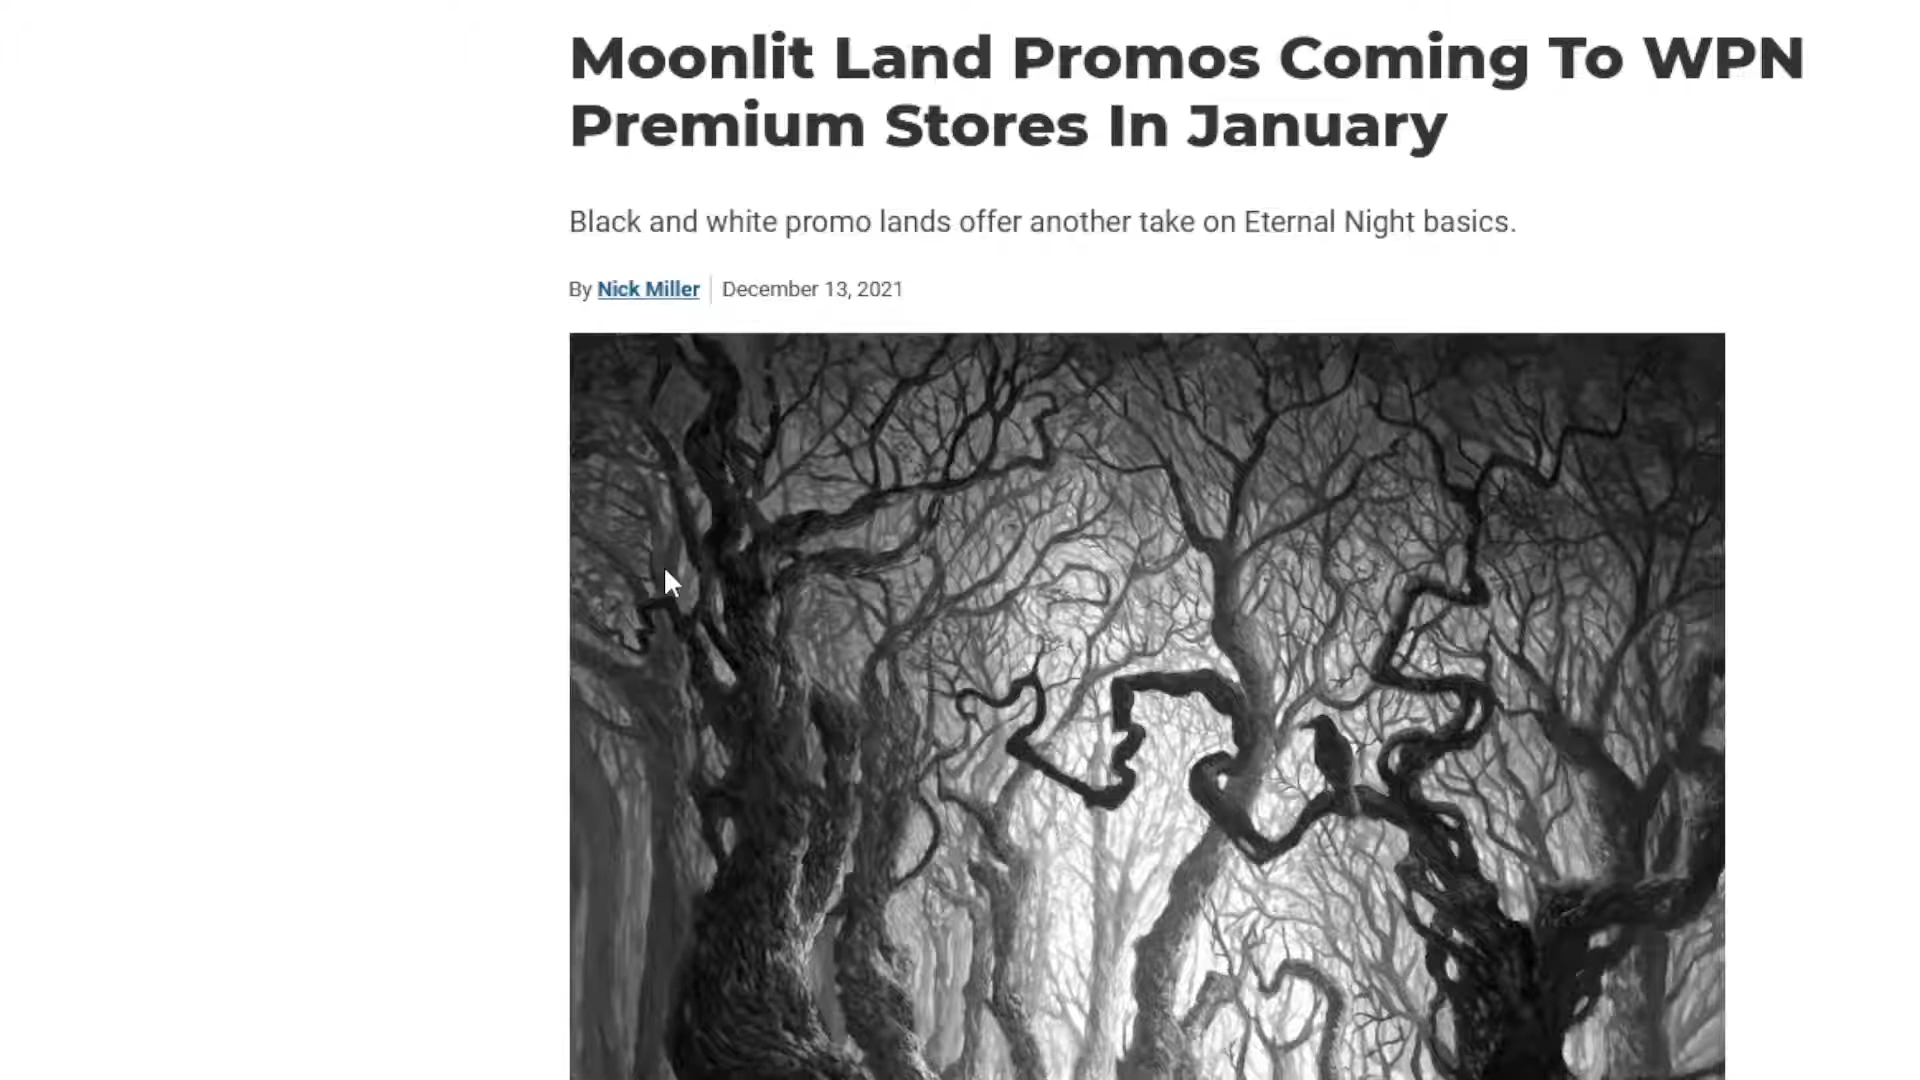 Moonlit Land Promos Coming To WPN
Premium Stores In January
Black and white promo lands offer another take on Eternal Night basics.
By Nick Miller December 13, 2021